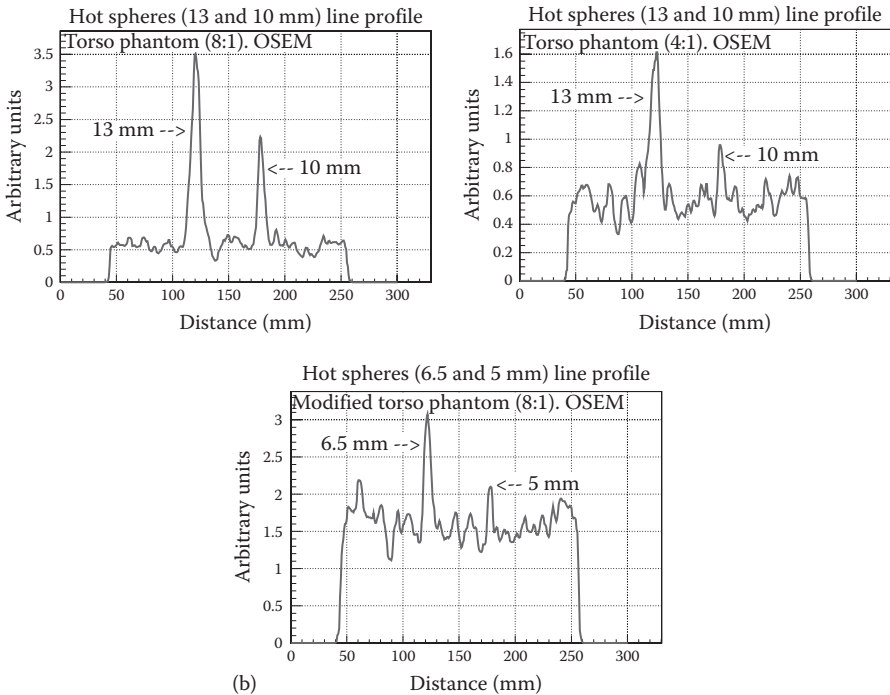 Hot spheres (13 and 10 mm) line profile
Torso phantom (8:1). OSEM
3.5
3
2.5
2
1.5
1
0.5
0
13 mm -->
<-- 10 mm
Arbitrary units
0 50 100 150 200 250 300
Distance (mm)
Hot spheres (13 and 10 mm) line profile
Torso phantom (4:1). OSEM
1.6
1.4
1.2
1
0.8
0.6
0.4
0.2
0
13 mm -->
<-- 10 mm
Arbitrary units
0 50 100 150 200 250 300
Distance (mm)
Hot spheres (6.5 and 5 mm) line profile
Modified torso phantom (8:1). OSEM
3
2.5
2
1.5
1
0.5
0
6.5 mm -->
<-- 5 mm
Arbitrary units
0 50 100 150 200 250 300
(b)
Distance (mm)